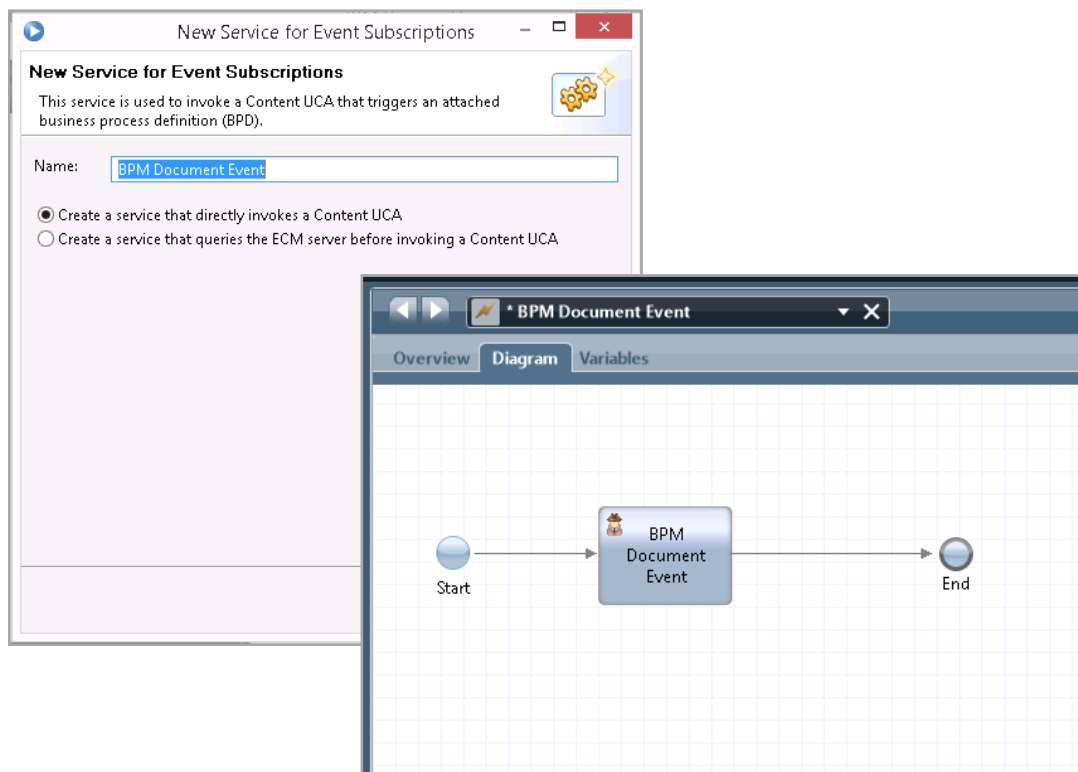 New Service for Event Subscriptions
New Service for Event Subscriptions
This service is used to invoke a Content UCA that triggers an attached
business process definition (BPD).
Name:
BPM Document Event
Create a service that directly invokes a Content UCA
Create a service that queries the ECM server before invoking a Content UCA
* BPM Document Event
Overview
Diagram
Variables
BPM
Document
Event
Start
End